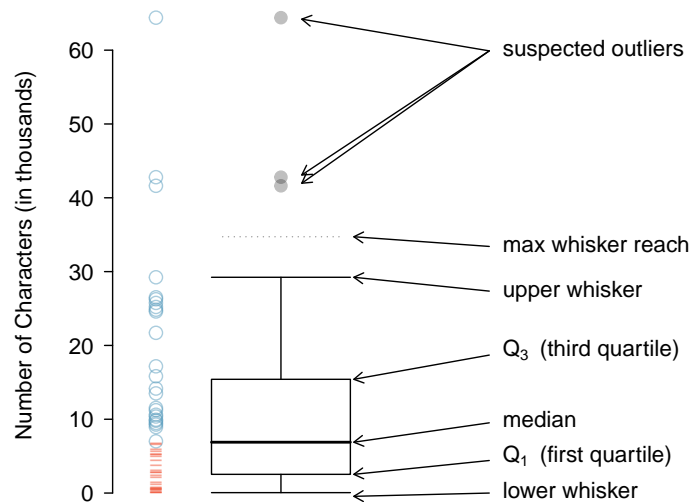 Number of Characters (in thousands)
60
50
40
30
20
10
0
suspected outliers
max whisker reach
upper whisker
Q3 (third quartile)
median
Q1 (first quartile)
lower whisker